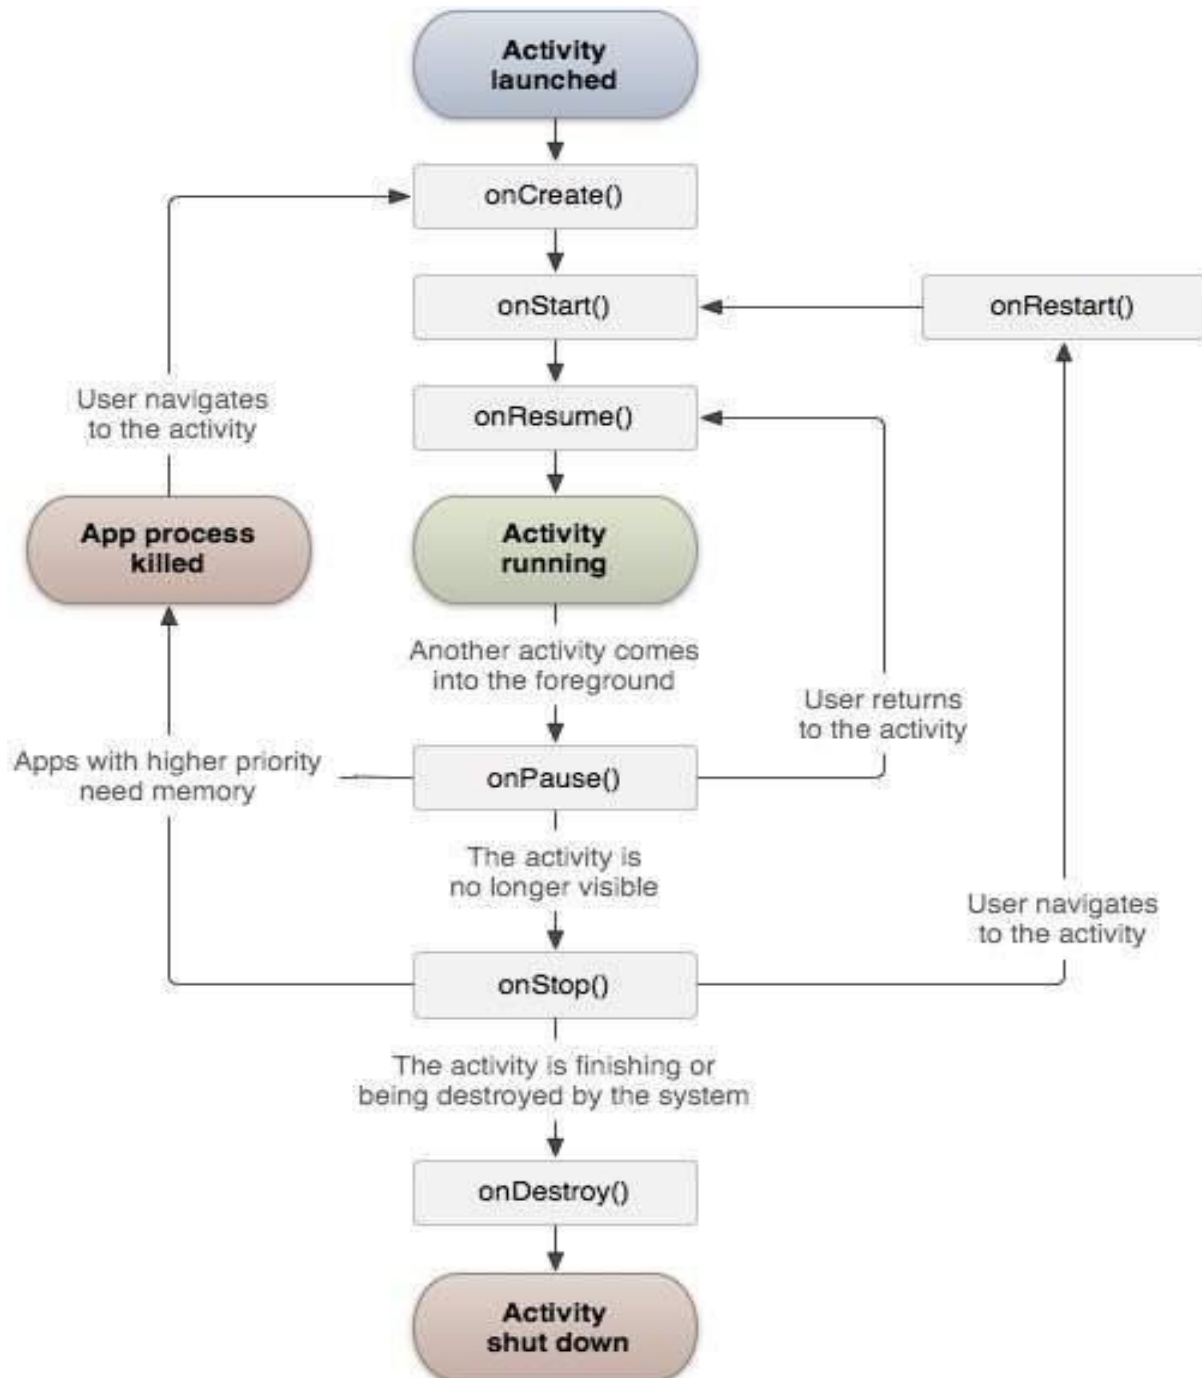 Activity
launched
onCreate()
onStart()
onRestart()
User navigates
to the activity
onResume()
App process
killed
Activity
running
Another activity comes
into the foreground
User returns
to the activity
Apps with higher priority
need memory
onPause()
The activity is
no longer visible
User navigates
to the activity
onStop()
The activity is finishing or
being destroyed by the system
onDestroy()
Activity
shut down